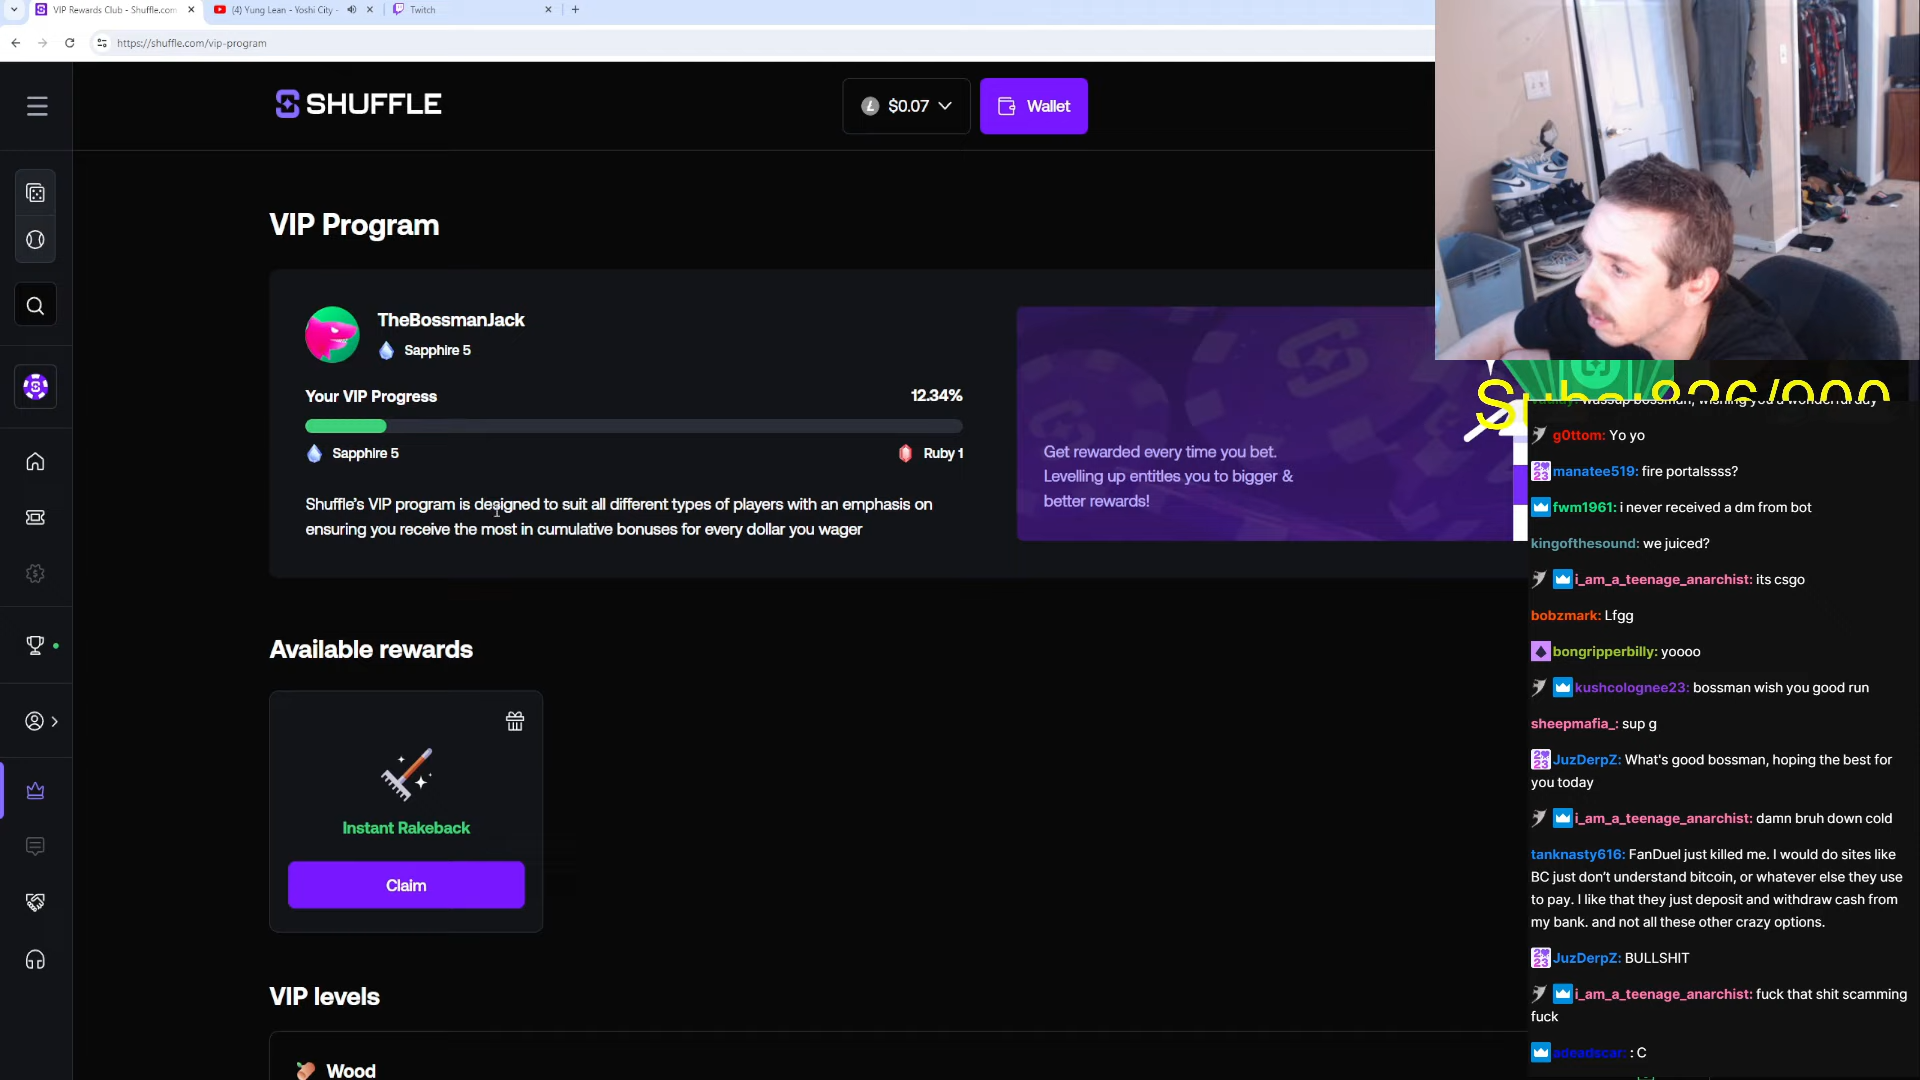 VIP Rewards Club - Shuffle.com
(4) Yung Lean - Yoshi City -
Twitch
https://shuffle.com/vip-program
SHUFFLE
$0.07
Wallet
VIP Program
TheBossmanJack
Sapphire 5
Your VIP Progress
12.34%
Sapphire 5
Ruby 1
Shuffle's VIP program is designed to suit all different types of players with an emphasis on
ensuring you receive the most in cumulative bonuses for every dollar you wager
Get rewarded every time you bet.
Levelling up entitles you to bigger &
better rewards!
Available rewards
Instant Rakeback
Claim
VIP levels
Wood
wassup bossman, wishing you a wonderful day
g0ttom: Yo yo
manatee519: fire portalssss?
fwm1961: i never received a dm from bot
kingofthesound: we juiced?
i_am_a_teenage_anarchist: its csgo
bobzmark: Lfgg
bongripperbilly: yoooo
kushcolognee23: bossman wish you good run
sheepmafia_: sup g
JuzDerpZ: What's good bossman, hoping the best for
you today
i_am_a_teenage_anarchist: damn bruh down cold
tanknasty616: FanDuel just killed me. I would do sites like
BC just don't understand bitcoin, or whatever else they use
to pay. I like that they just deposit and withdraw cash from
my bank. and not all these other crazy options.
JuzDerpZ: BULLSHIT
i_am_a_teenage_anarchist: fuck that shit scamming
fuck
adeadscar: : C